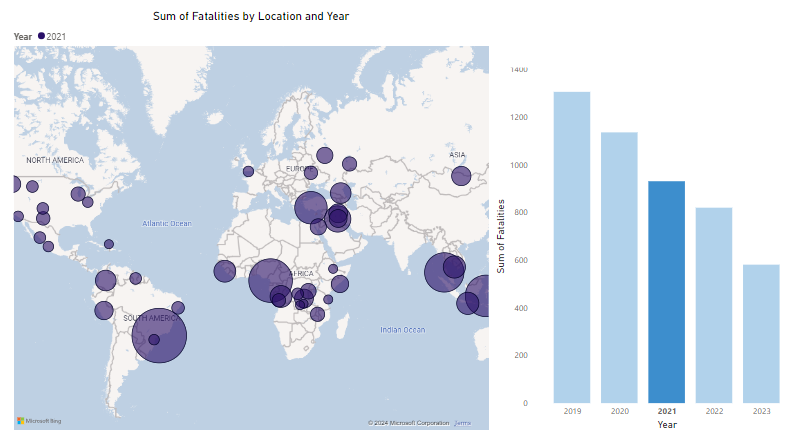 Sum of Fatalities by Location and Year
Year 2021
NORTH AMERICA
EUROPE
ASIA
Atlantic Ocean
AFRICA
SOUTH AMERICA
Indian Ocean
Microsoft Bing
© 2024 Microsoft Corporation Terms
Sum of Fatalities
1400
1200
1000
800
600
400
200
0
2019 2020 2021 2022 2023
Year